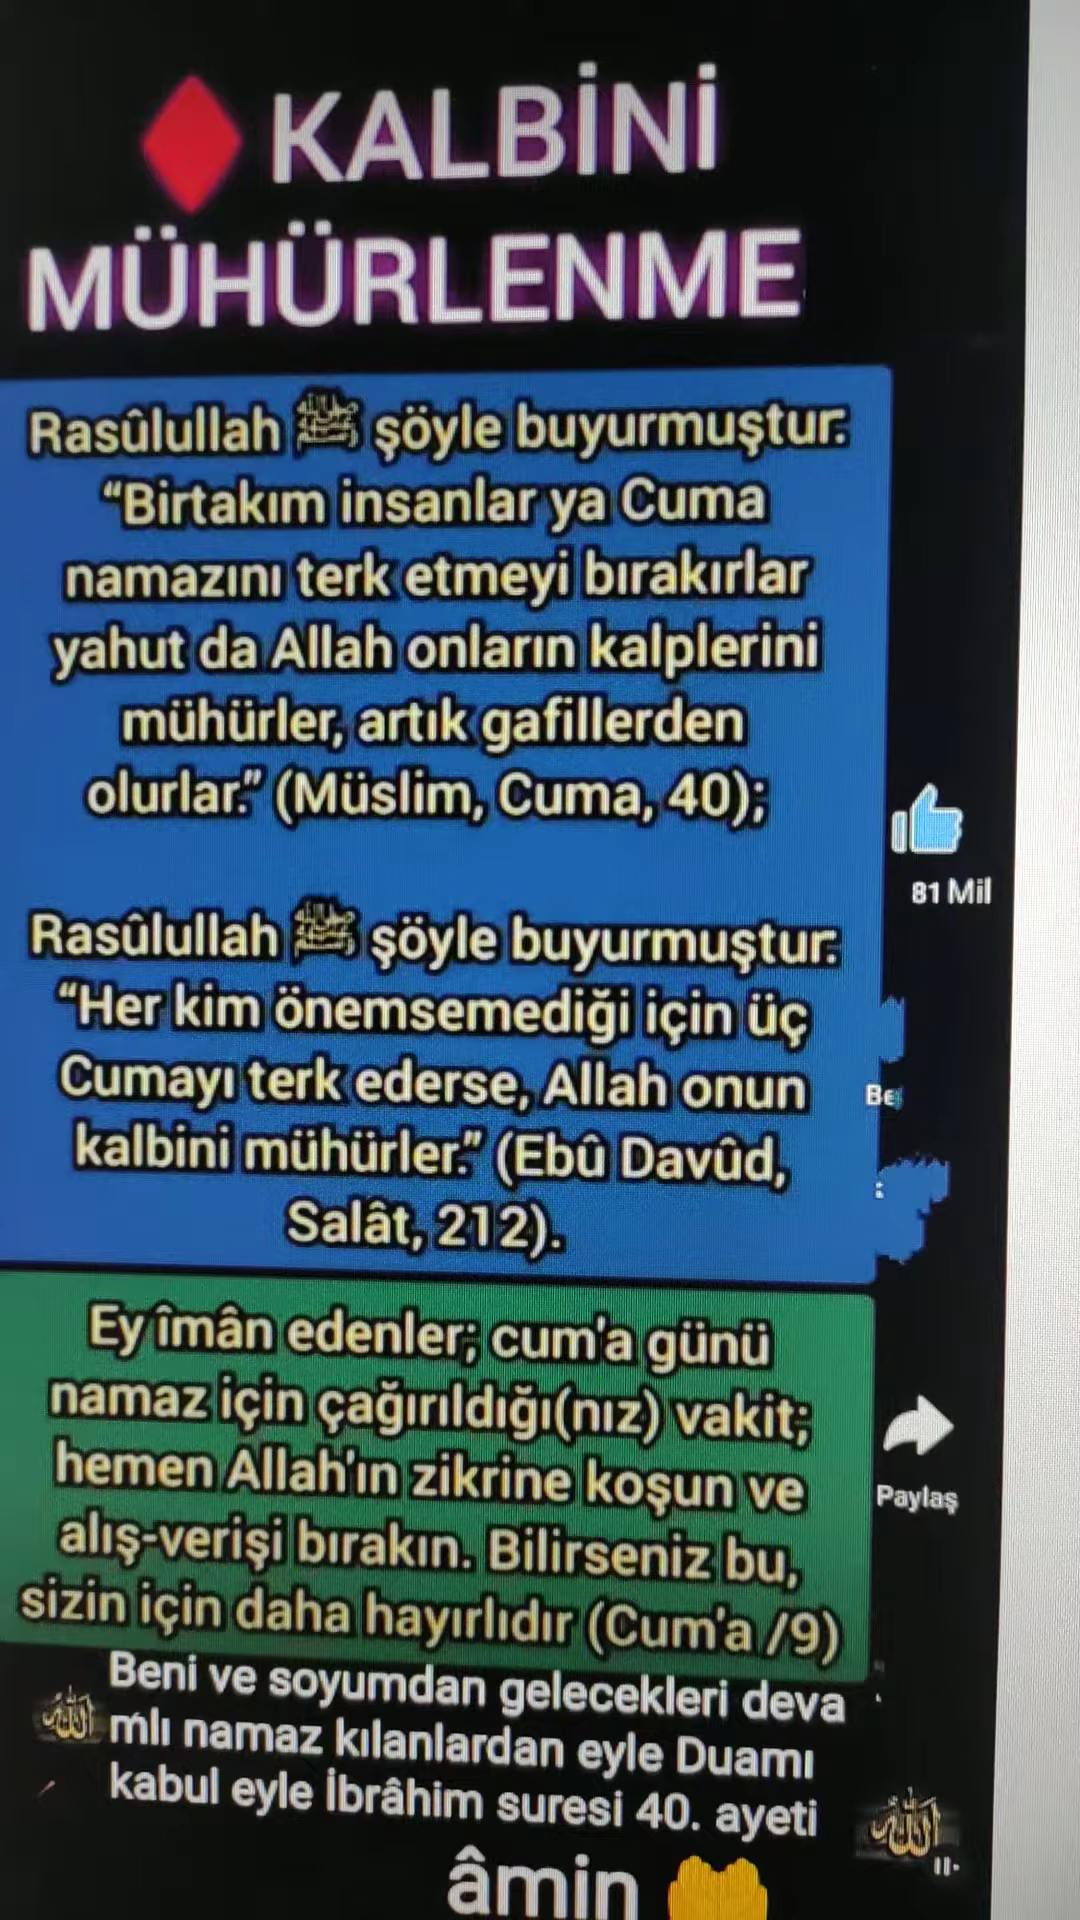 ♦ KALBİNİ
MÜHÜRLENME
Rasûlullah ﷺ şöyle buyurmuştur:
“Birtakım insanlar ya Cuma
namazını terk etmeyi bırakırlar
yahut da Allah onların kalplerini
mühürler, artık gafillerden
olurlar.” (Müslim, Cuma, 40);
81 Mil
Rasûlullah ﷺ şöyle buyurmuştur:
“Her kim önemsemediği için üç
Cumayı terk ederse, Allah onun
kalbini mühürler.” (Ebû Davûd,
Salât, 212).
Ey îmân edenler; cum'a günü
namaz için çağırıldığı(nız) vakit;
hemen Allah'ın zikrine koşun ve
alış-verişi bırakın. Bilirseniz bu,
sizin için daha hayırlıdır (Cum'a /9)
Paylaş
Beni ve soyumdan gelecekleri deva
mlı namaz kılanlardan eyle Duamı
kabul eyle İbrâhim suresi 40. ayeti
الله
الله
âmin